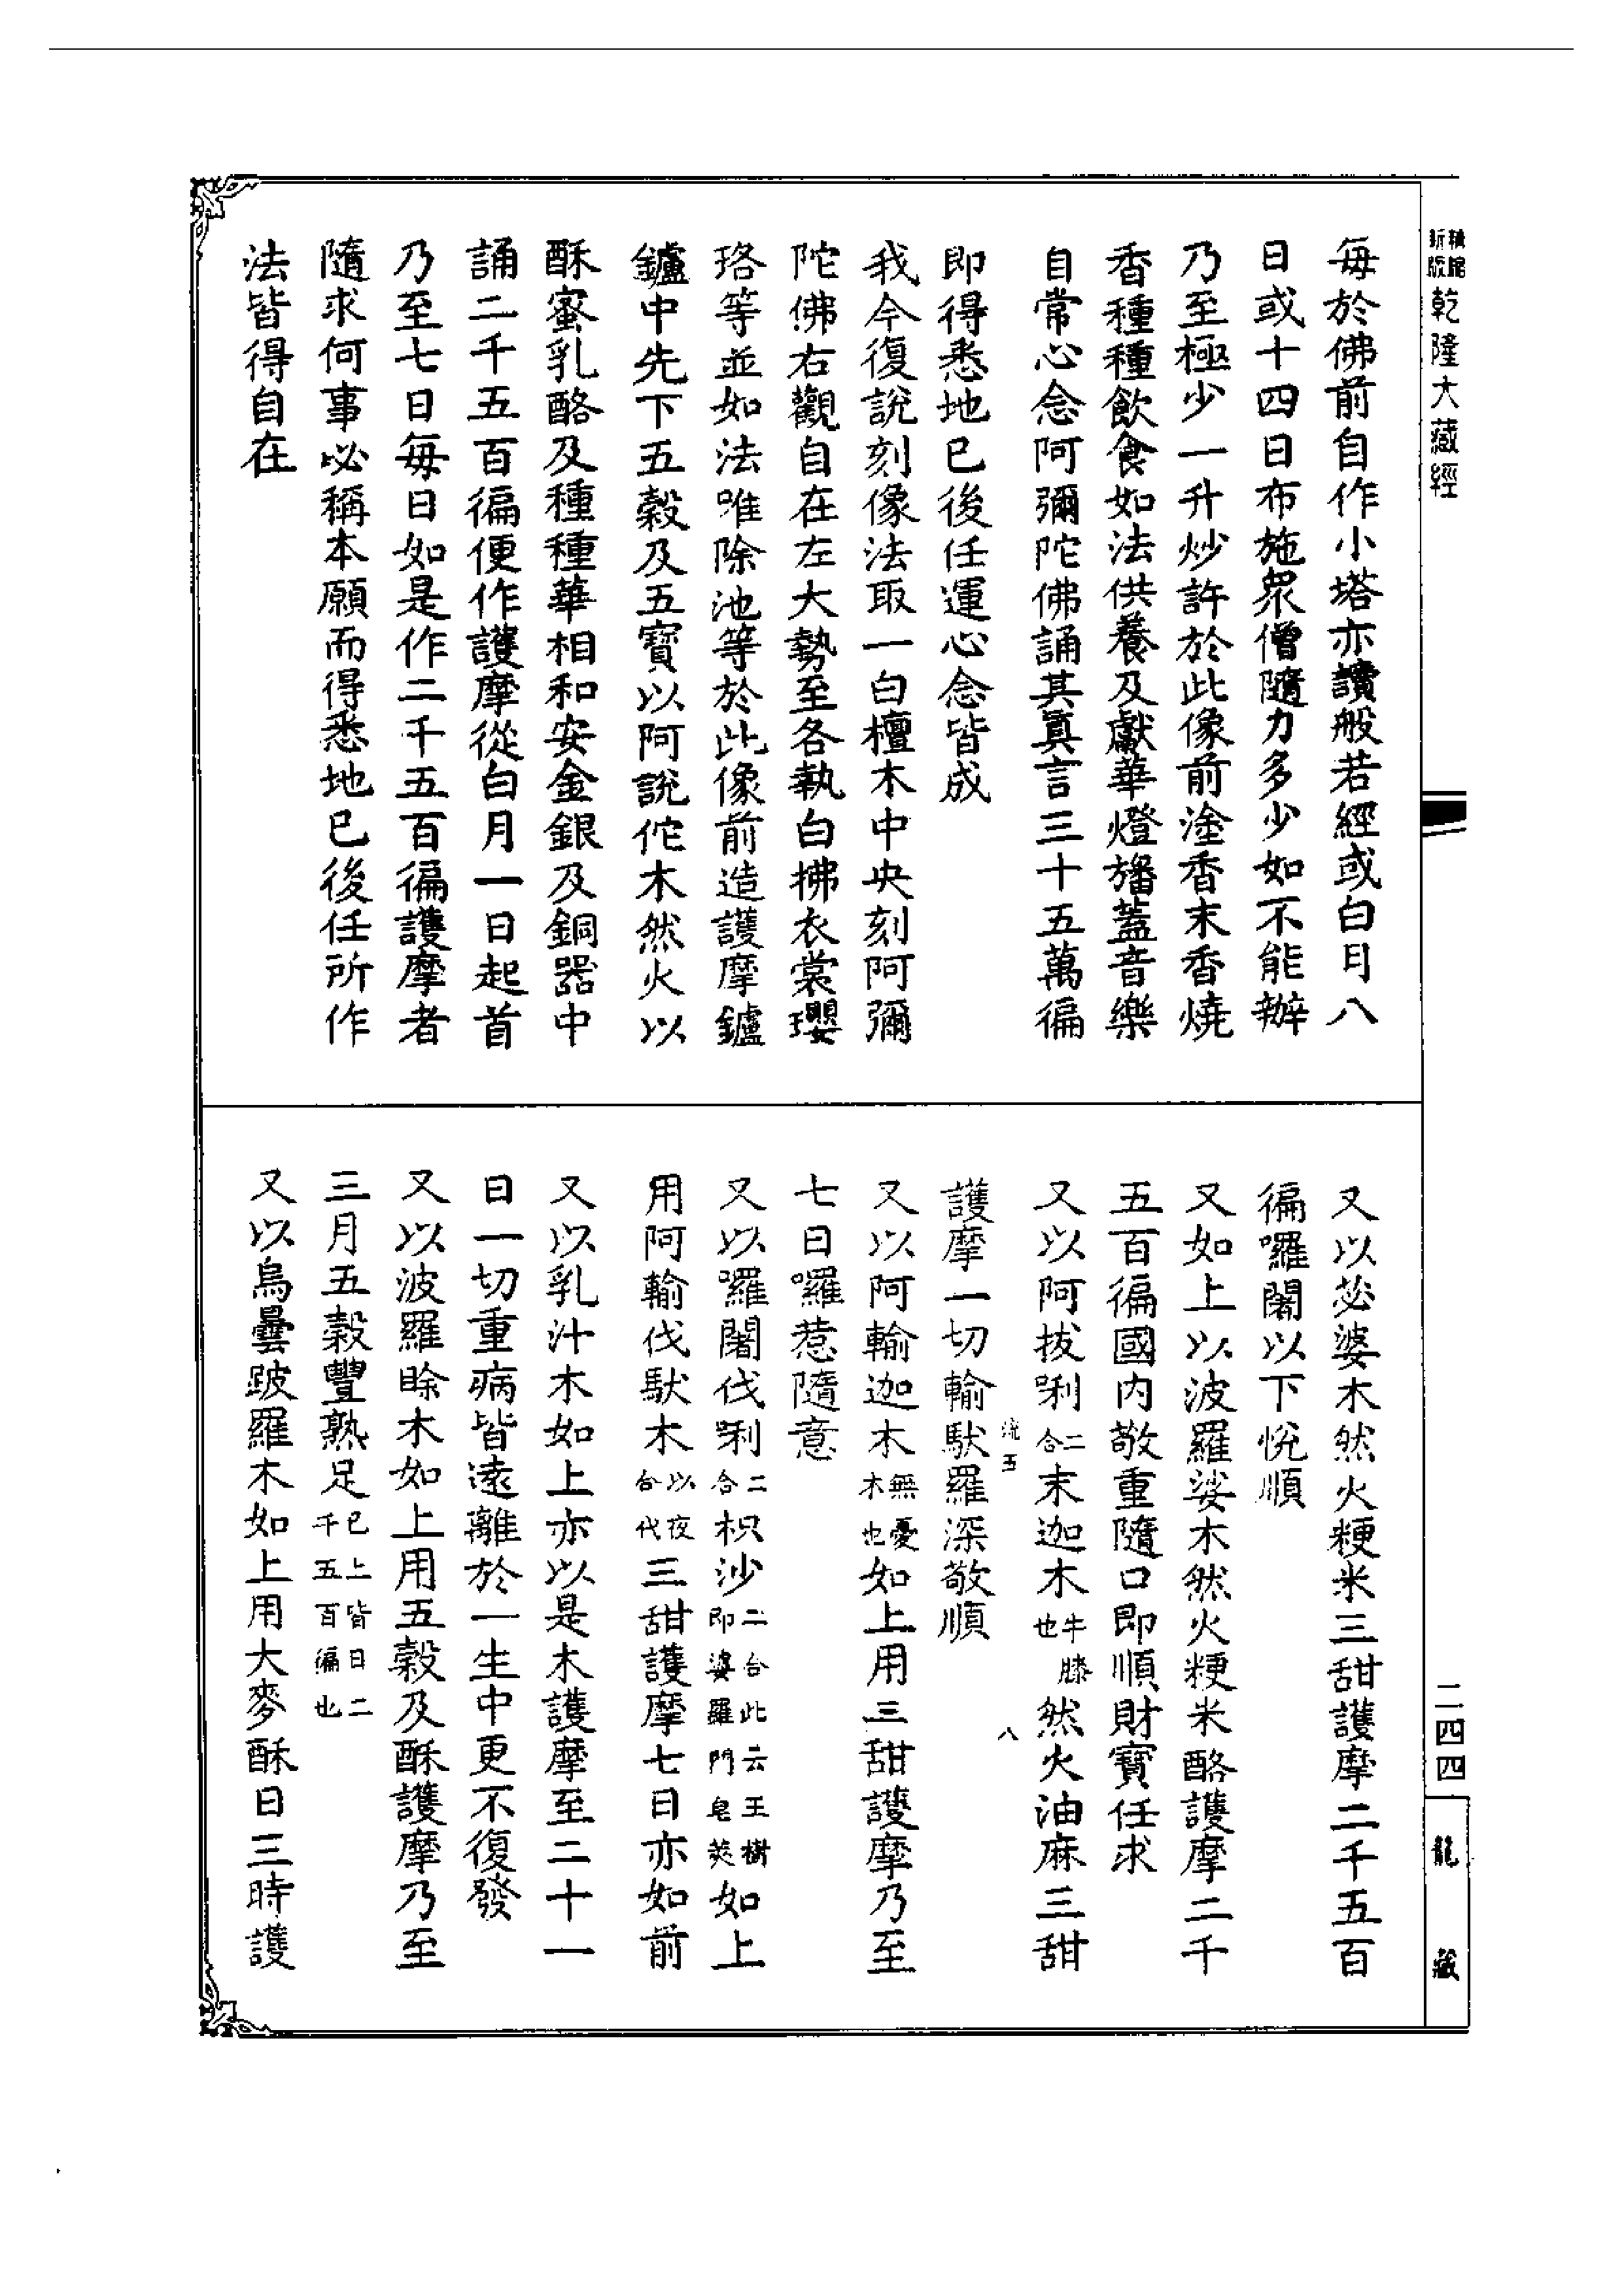 乾隆大藏經
每於佛前自作小塔亦讀般若經或白月八
日或十四日布施衆僧隨力多少如不能辦
乃至極少一升炒許於此像前塗香末香燒
香種種飲食如法供養及獻華燈旛蓋音樂
自常心念阿彌陀佛誦其眞言三十五萬徧
即得悉地已後任運心念皆成
我今復說刻像法取一白檀木中央刻阿彌
陀佛右觀自在左大勢至各執白拂衣裳瓔
珞等並如法唯除池等於此像前造護摩鑪
鑪中先下五穀及五寶以阿說佗木然火以
酥蜜乳酪及種種華相和安金銀及銅器中
誦二千五百徧便作護摩從白月一日起首
乃至七日每日如是作二千五百徧護摩者
隨求何事必稱本願而得悉地已後任所作
法皆得自在
又以苾婆木然火粳米三甜護摩二千五百
徧囉闍以下悅順
又如上以波羅娑木然火粳米酪護摩二千
五百徧國內敬重隨口即順財寶任求
又以阿拔唎二合末迦木牛膝也然火油麻三甜
護摩一切輸馱羅深敬順
又以阿輸迦木無憂木也如上用三甜護摩乃至
七日囉惹隨意
又以囉闍伐唎二合枳沙二合此云王樹即婆羅門皂莢如上
用阿輸伐馱木以夜合代三甜護摩七日亦如前
又以乳汁木如上亦以是木護摩至二十一
日一切重病皆遠離於一生中更不復發
又以波羅賖木如上用五穀及酥護摩乃至
三月五穀豐熟足已上皆日二千五百徧也
又以烏曇跛羅木如上用大麥酥日三時護
五
八
二四四
龍藏